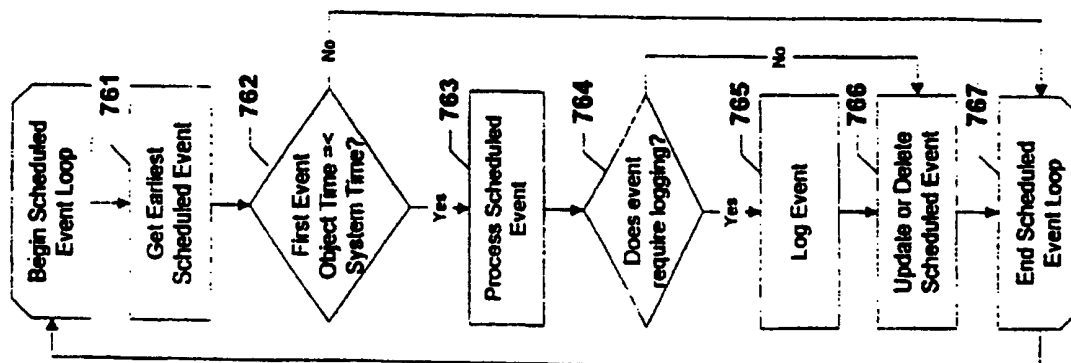 Begin Scheduled
Event Loop
761
Get Earliest
Scheduled Event
762
First Event
Object Time =<
System Time?
No
Yes
763
Process Scheduled
Event
764
Does event
require logging?
No
Yes
765
Log Event
766
Update or Delete
Scheduled Event
767
End Scheduled
Event Loop